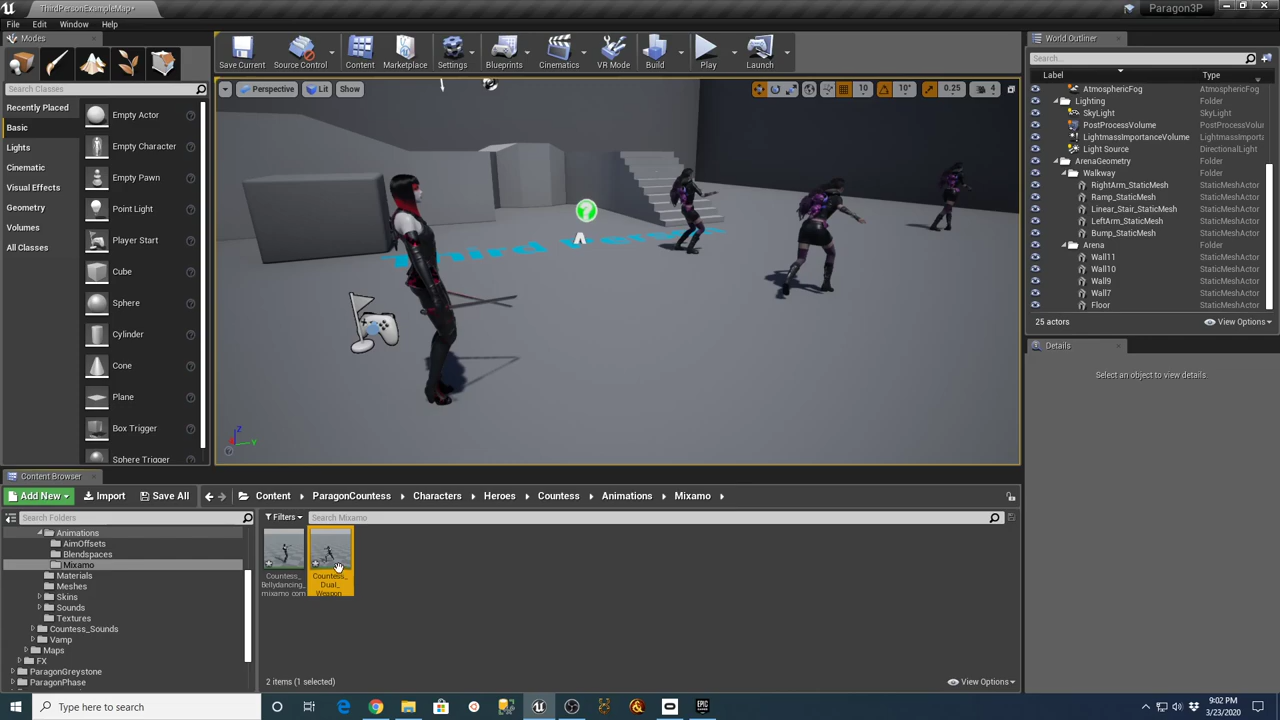 ThirdPersonExampleMap*
Paragon3P
File Edit Window Help
Modes
Search Classes
Recently Placed
Basic
Lights
Cinematic
Visual Effects
Geometry
Volumes
All Classes
Empty Actor
Empty Character
Empty Pawn
Point Light
Player Start
Cube
Sphere
Cylinder
Cone
Plane
Box Trigger
Sphere Trigger
Save Current
Source Control
Content
Marketplace
Settings
Blueprints
Cinematics
VR Mode
Build
Play
Launch
Perspective
Lit
Show
10
10°
0.25
4
Z
Y
World Outliner
Search...
Label Type
AtmosphericFog AtmosphericFog
Lighting Folder
SkyLight SkyLight
PostProcessVolume PostProcessVolu
LightmassImportanceVolume LightmassImporta
Light Source DirectionalLight
ArenaGeometry Folder
Walkway Folder
RightArm_StaticMesh StaticMeshActor
Ramp_StaticMesh StaticMeshActor
Linear_Stair_StaticMesh StaticMeshActor
LeftArm_StaticMesh StaticMeshActor
Bump_StaticMesh StaticMeshActor
Arena Folder
Wall11 StaticMeshActor
Wall10 StaticMeshActor
Wall9 StaticMeshActor
Wall7 StaticMeshActor
Floor StaticMeshActor
25 actors
View Options
Details
Select an object to view details.
Content Browser
Add New
Import
Save All
Content ParagonCountess Characters Heroes Countess Animations Mixamo
Search Folders
Filters
Search Mixamo
Animations
AimOffsets
Blendspaces
Mixamo
Materials
Meshes
Skins
Sounds
Textures
Countess_Sounds
Vamp
Maps
FX
ParagonGreystone
ParagonPhase
Countess_
Bellydancing_
mixamo_com
Countess_
Dual_
Weapon_
2 items (1 selected)
View Options
Type here to search
9:02 PM
3/23/2020